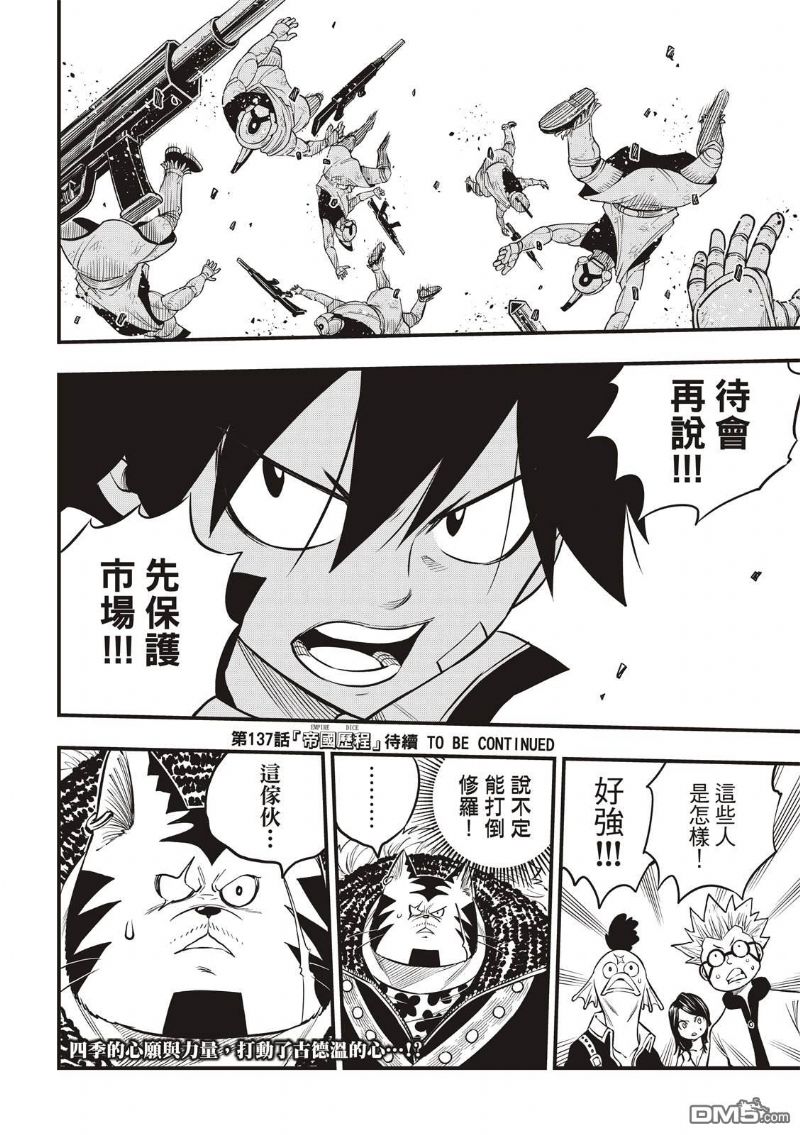 待會
再說!!!
先保護
市場!!!
EMPIRE DICE
第137話「帝國歷程」待續 TO BE CONTINUED
這些人
是怎樣!
好強!!!
說不定
能打倒
修羅!
……
這傢伙…
四季的心願與力量,打動了古德溫的心…!?
DM5.com